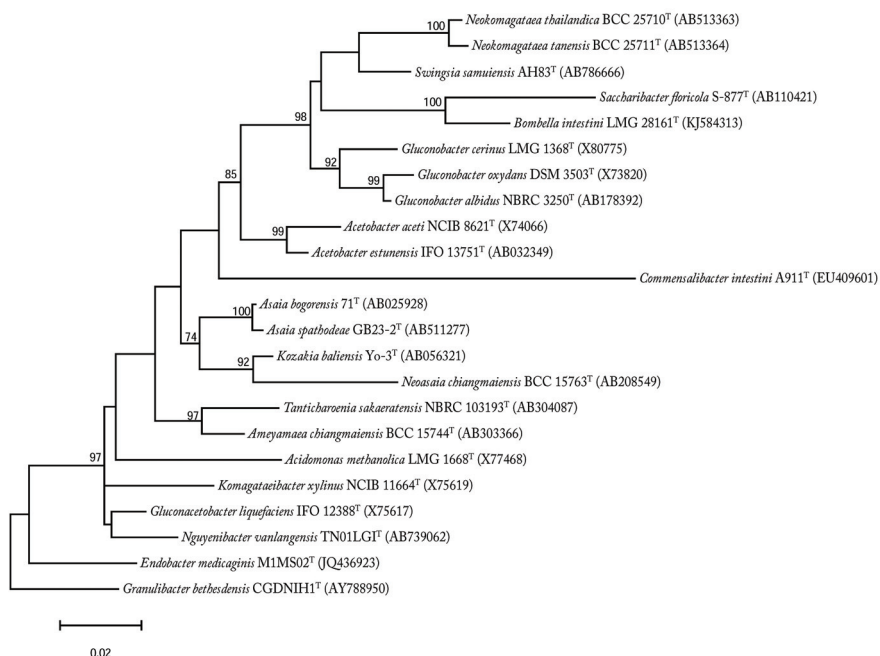 100 Neokomagataea thailandica BCC 25710ᵀ (AB513363)
Neokomagataea tanensis BCC 25711ᵀ (AB513364)
Swingsia samuiensis AH83ᵀ (AB786666)
100 Saccharibacter floricola S-877ᵀ (AB110421)
98 Bombella intestini LMG 28161ᵀ (KJ584313)
Gluconobacter cerinus LMG 1368ᵀ (X80775)
92
99 Gluconobacter oxydans DSM 3503ᵀ (X73820)
85 Gluconobacter albidus NBRC 3250ᵀ (AB178392)
99 Acetobacter aceti NCIB 8621ᵀ (X74066)
Acetobacter estunensis IFO 13751ᵀ (AB032349)
Commensalibacter intestini A911ᵀ (EU409601)
100 Asaia bogorensis 71ᵀ (AB025928)
Asaia spathodeae GB23-2ᵀ (AB511277)
74
92 Kozakia baliensis Yo-3ᵀ (AB056321)
Neoasaia chiangmaiensis BCC 15763ᵀ (AB208549)
97 Tanticharoenia sakaeratensis NBRC 103193ᵀ (AB304087)
Ameyamaea chiangmaiensis BCC 15744ᵀ (AB303366)
97 Acidomonas methanolica LMG 1668ᵀ (X77468)
Komagataeibacter xylinus NCIB 11664ᵀ (X75619)
Gluconacetobacter liquefaciens IFO 12388ᵀ (X75617)
Nguyenibacter vanlangensis TN01LGIᵀ (AB739062)
Endobacter medicaginis M1MS02ᵀ (JQ436923)
Granulibacter bethesdensis CGDNIH1ᵀ (AY788950)
0.02